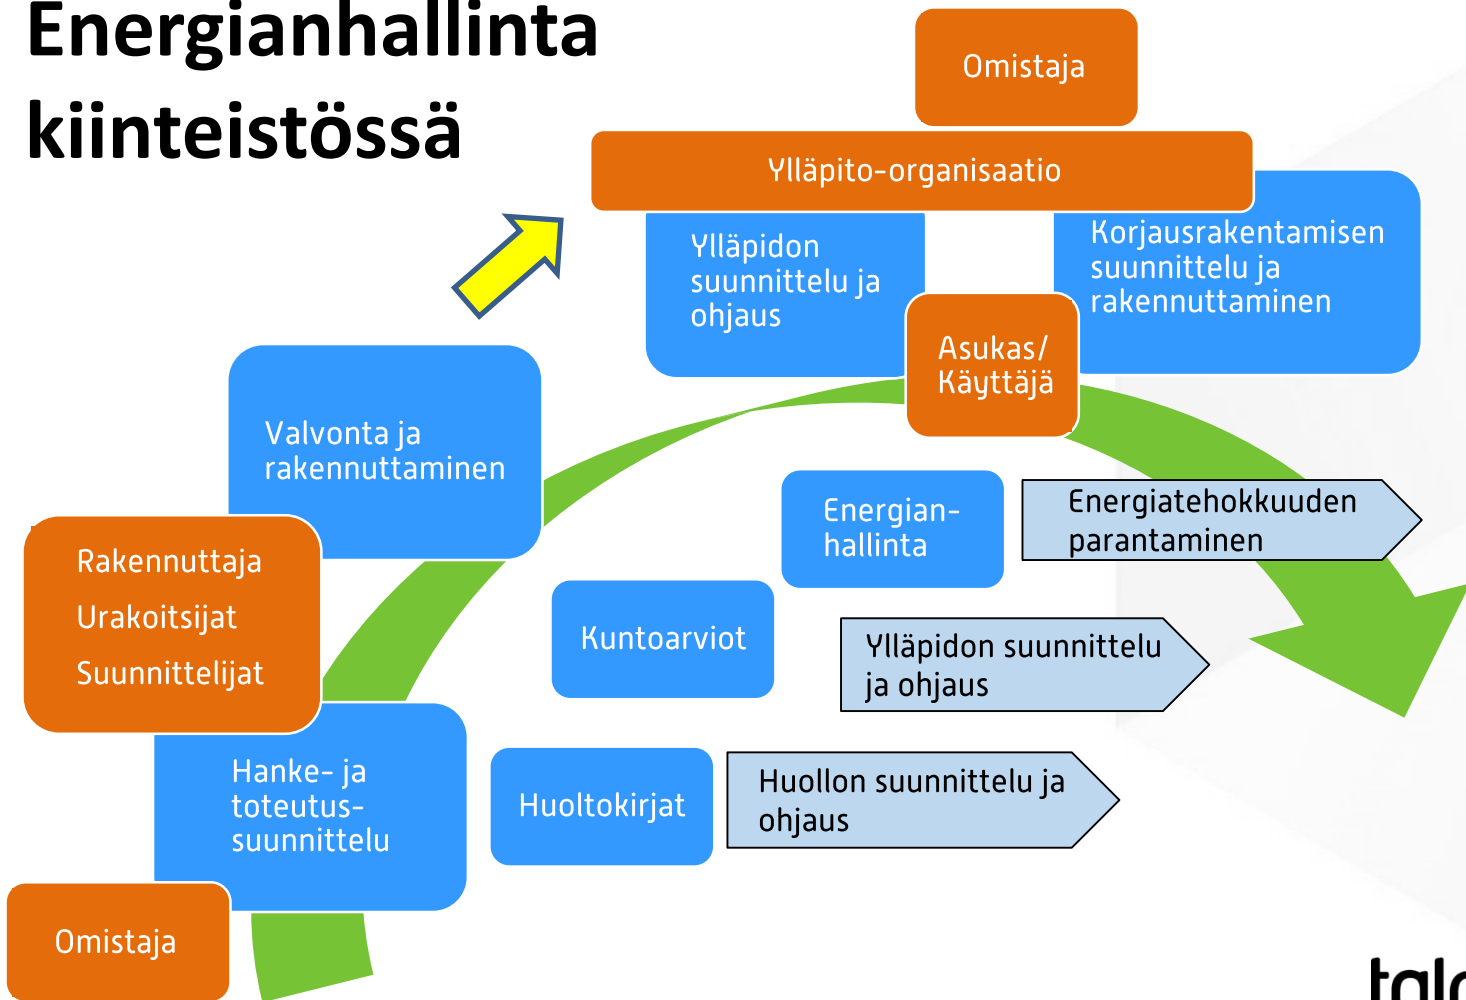 Energianhallinta
kiinteistössä
Omistaja
Ylläpito-organisaatio
Ylläpidon
suunnittelu ja
ohjaus
Korjausrakentamisen
suunnittelu ja
rakennuttaminen
Asukas/
Käyttäjä
Valvonta ja
rakennuttaminen
Energian-
hallinta
Energiatehokkuuden
parantaminen
Rakennuttaja
Urakoitsijat
Suunnittelijat
Kuntoarviot
Ylläpidon suunnittelu
ja ohjaus
Hanke- ja
toteutus-
suunnittelu
Huoltokirjat
Huollon suunnittelu ja
ohjaus
Omistaja